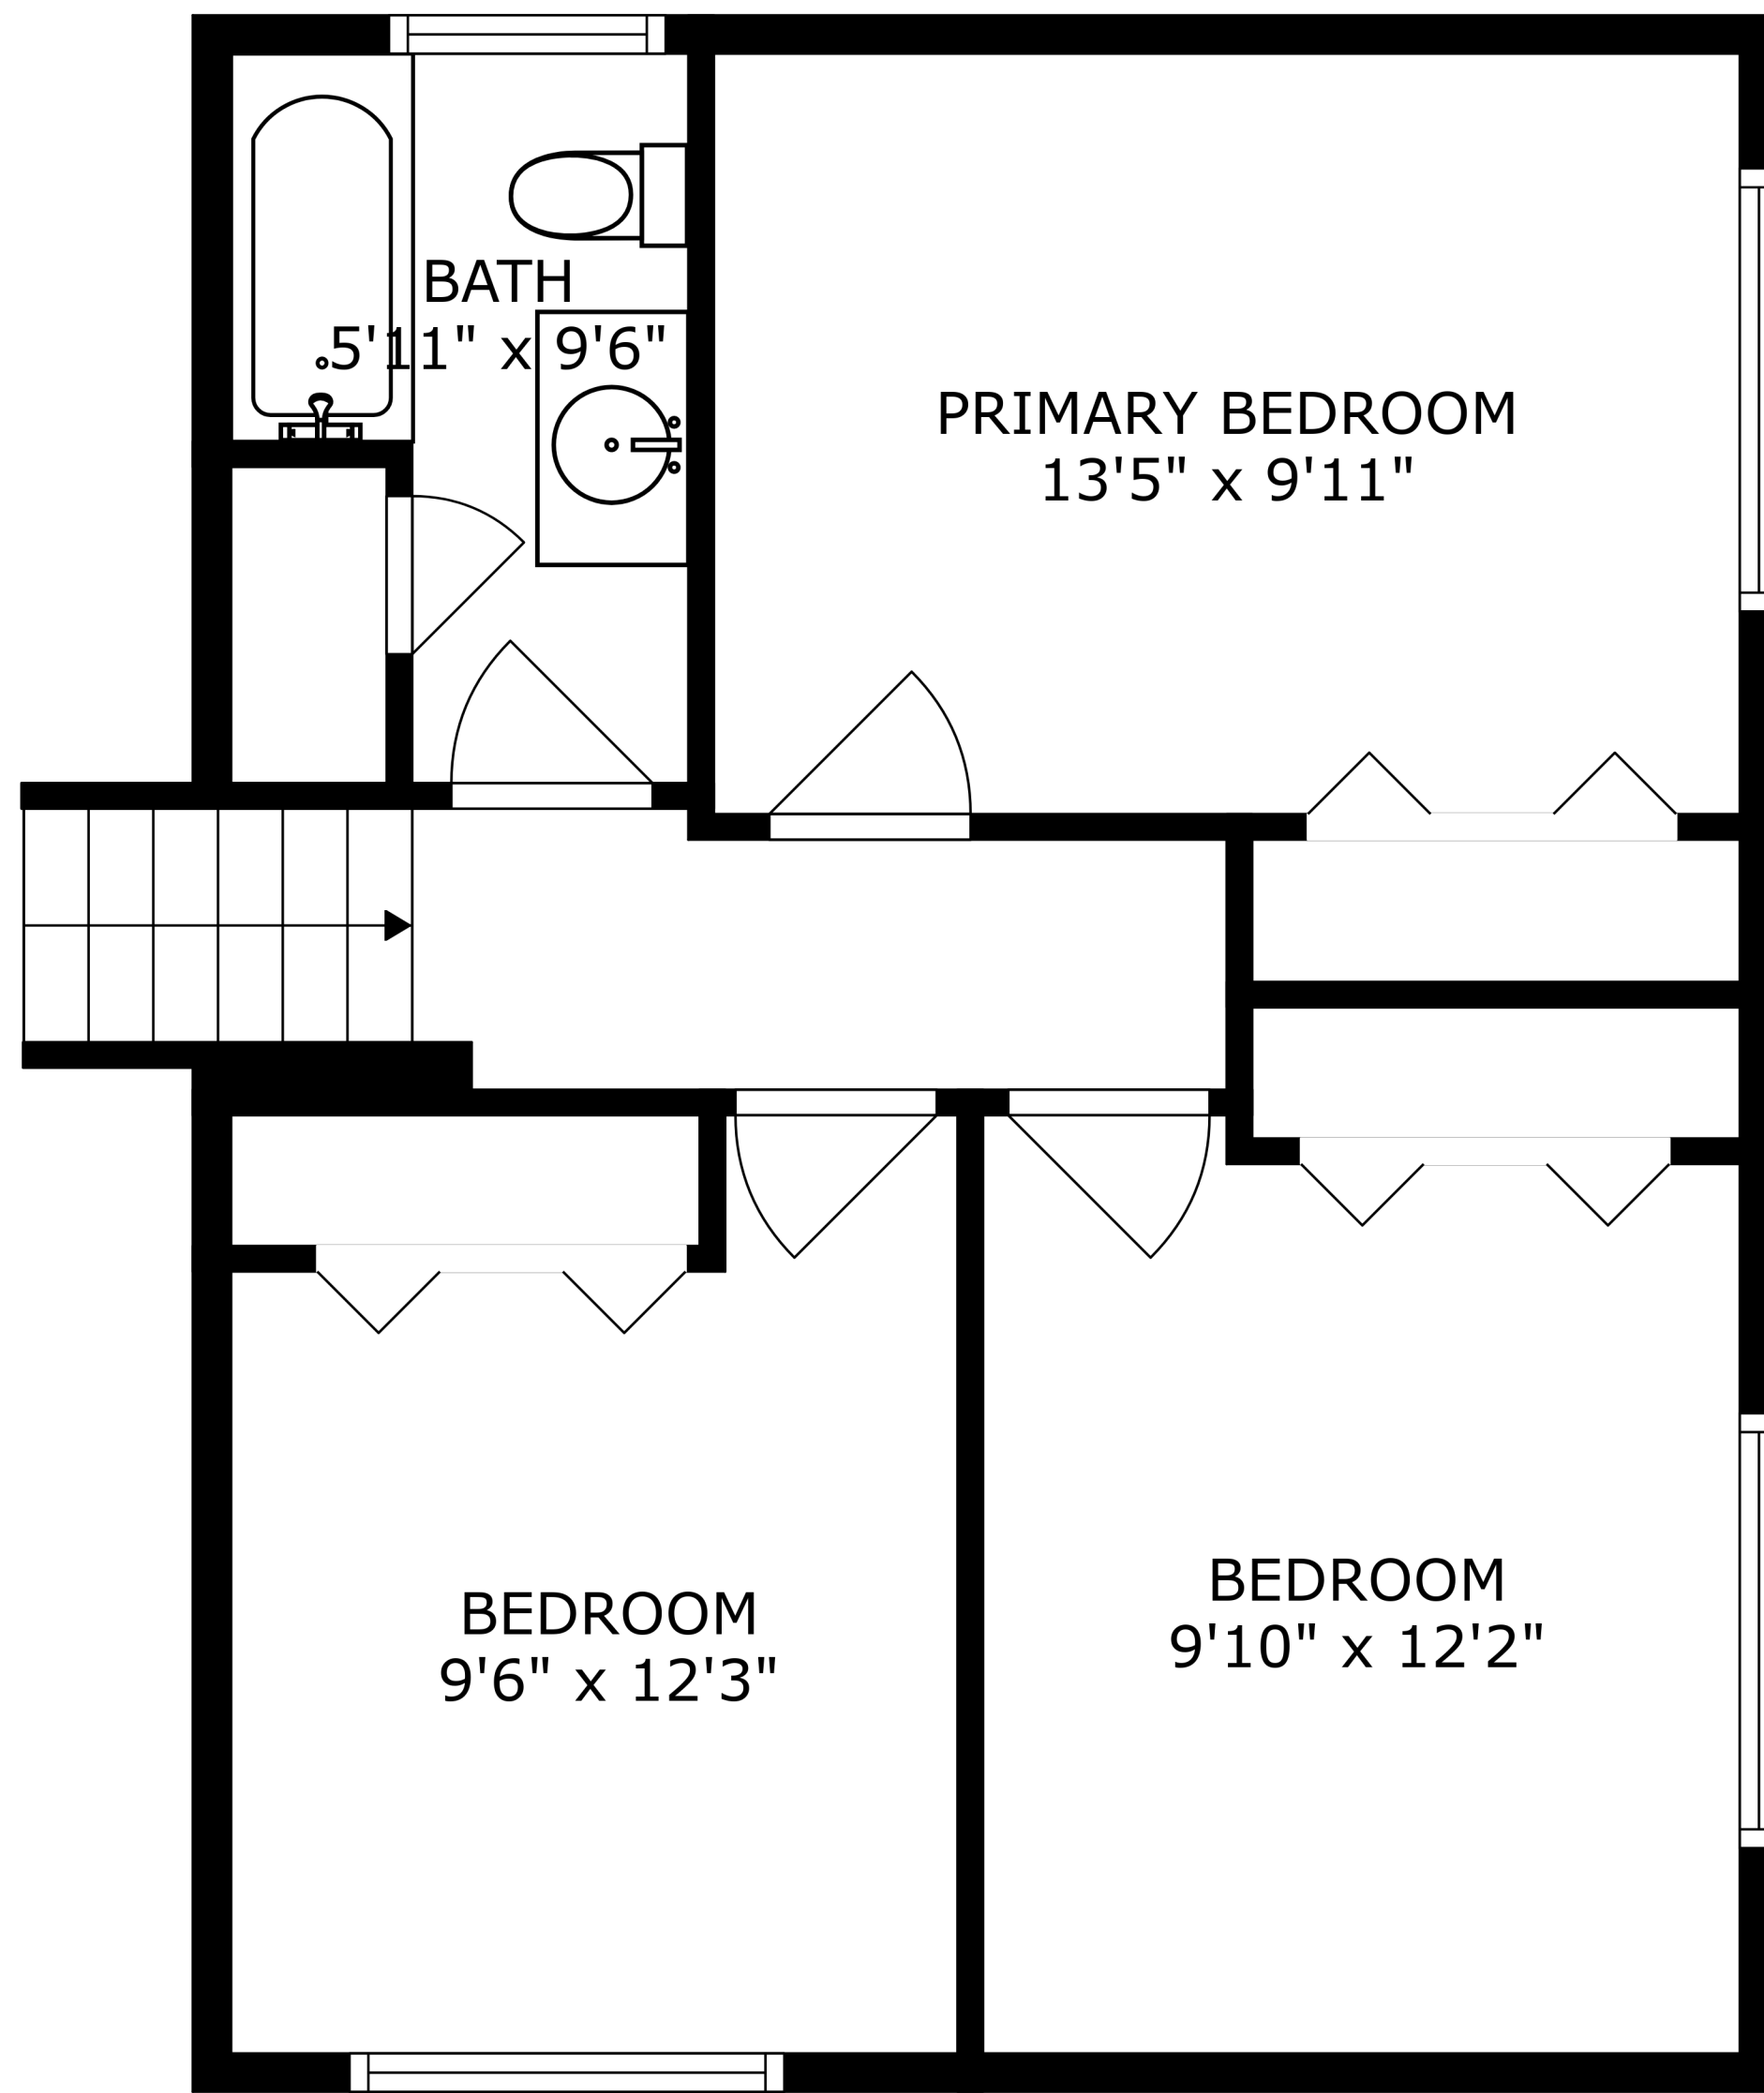 BATH
5'11" x 9'6"
PRIMARY BEDROOM
13'5" x 9'11"
BEDROOM
9'10" x 12'2"
BEDROOM
9'6" x 12'3"